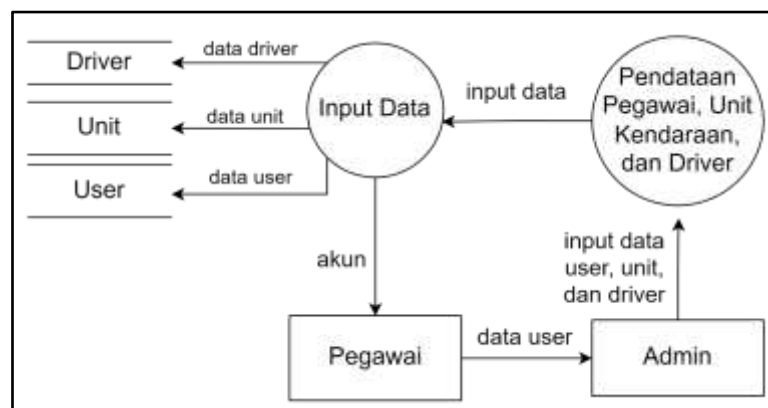 Driver
data driver
Unit
data unit
User
data user
Input Data
input data
Pendataan
Pegawai, Unit
Kendaraan,
dan Driver
akun
input data
user, unit,
dan driver
Pegawai
data user
Admin